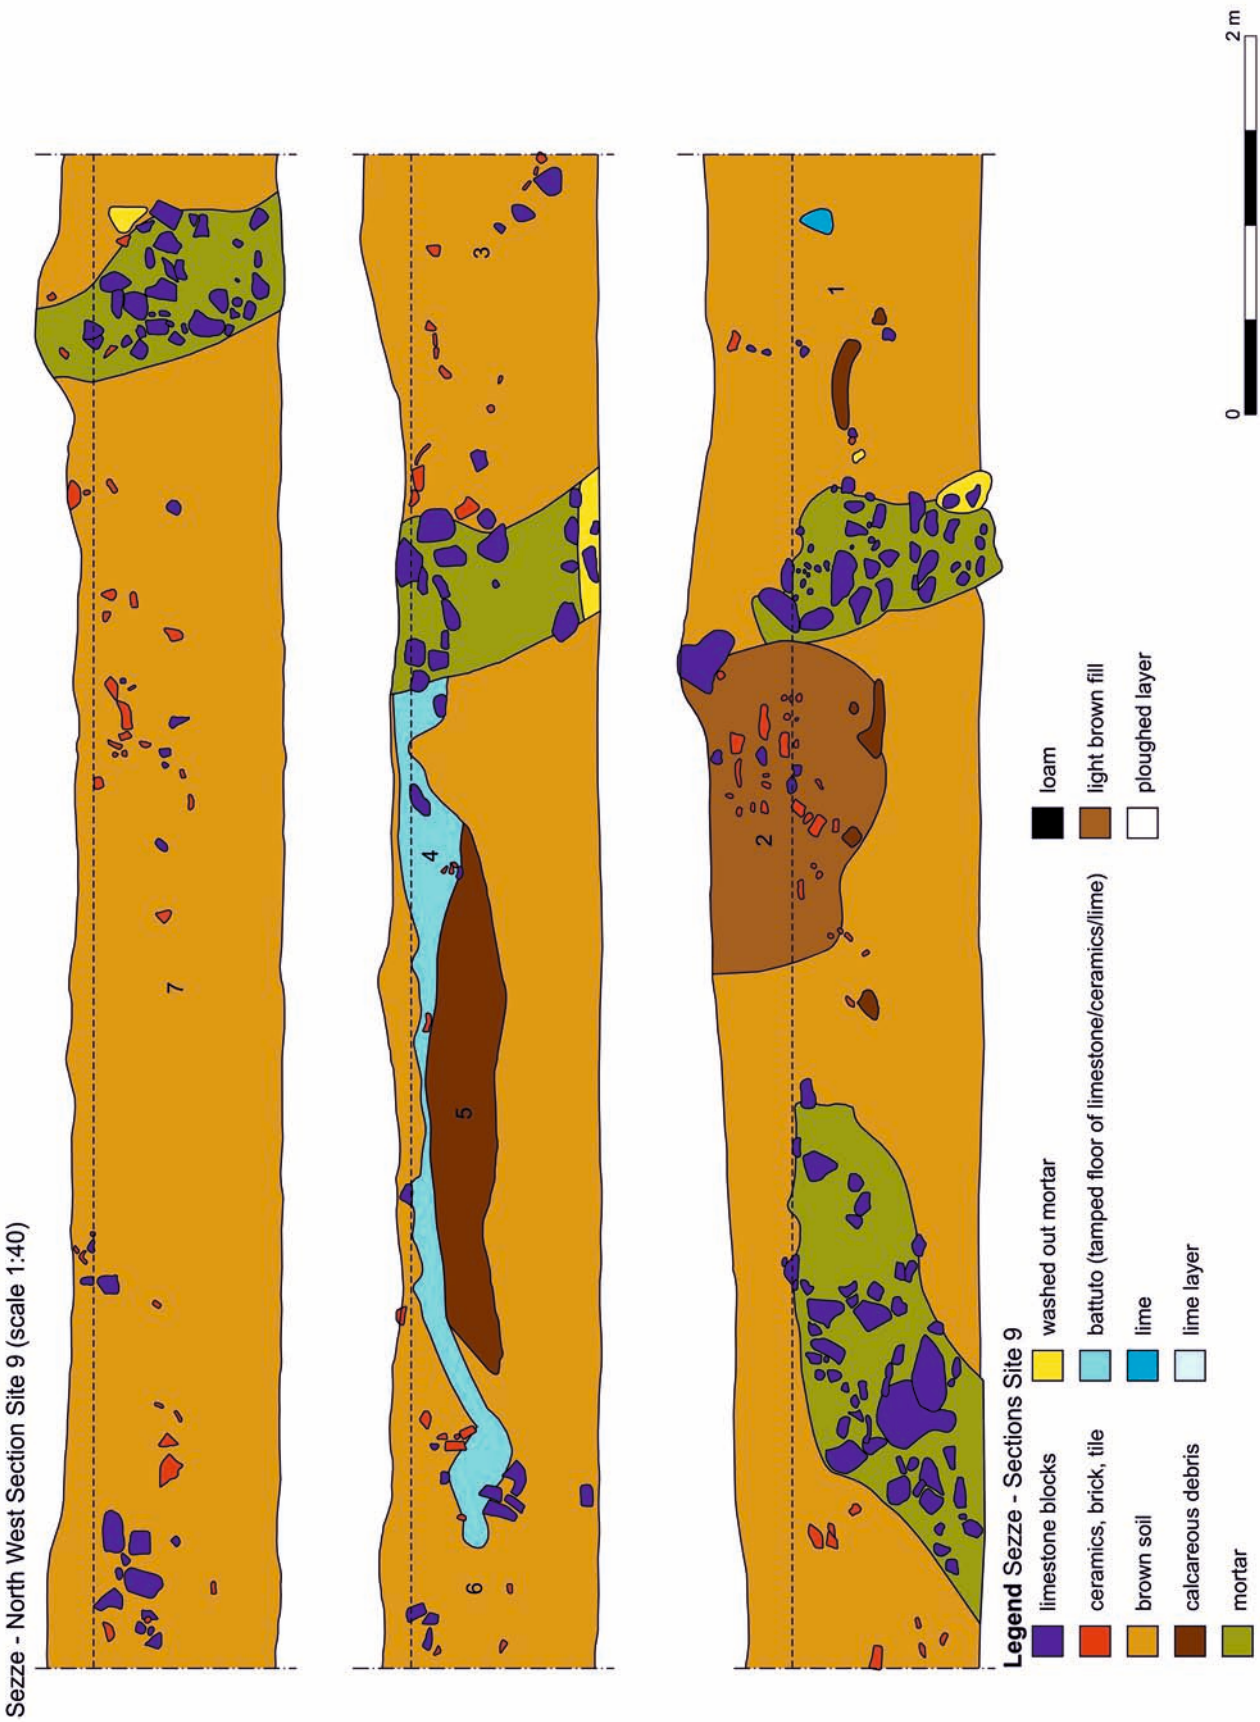 Sezze - North West Section Site 9 (scale 1:40)
7
6
5
4
3
2
1
Legend Sezze - Sections Site 9
limestone blocks
ceramics, brick, tile
brown soil
calcareous debris
mortar
washed out mortar
battuto (tamped floor of limestone/ceramics/lime)
lime
lime layer
loam
light brown fill
ploughed layer
0
2 m